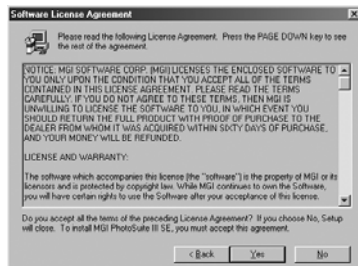 Software License Agreement
Please read the following License Agreement. Press the PAGE DOWN key to see
the rest of the agreement.
NOTICE: MGI SOFTWARE CORP. (MGI) LICENSES THE ENCLOSED SOFTWARE TO
YOU ONLY UPON THE CONDITION THAT YOU ACCEPT ALL OF THE TERMS
CONTAINED IN THIS LICENSE AGREEMENT. PLEASE READ THE TERMS
CAREFULLY. IF YOU DO NOT AGREE TO THESE TERMS, THEN MGI IS
UNWILLING TO LICENSE THE SOFTWARE TO YOU, IN WHICH EVENT YOU
SHOULD RETURN THE FULL PRODUCT WITH PROOF OF PURCHASE TO THE
DEALER FROM WHOM IT WAS ACQUIRED WITHIN SIXTY DAYS OF PURCHASE,
AND YOUR MONEY WILL BE REFUNDED.
LICENSE AND WARRANTY:
The software which accompanies this license (the "software") is the property of MGI or its
licensors and is protected by copyright law. While MGI continues to own the Software,
you will have certain rights to use the Software after your acceptance of this license.
Do you accept all the terms of the preceding License Agreement? If you choose No, Setup
will close. To install MGI PhotoSuite III SE, you must accept this agreement.
< Back Yes No